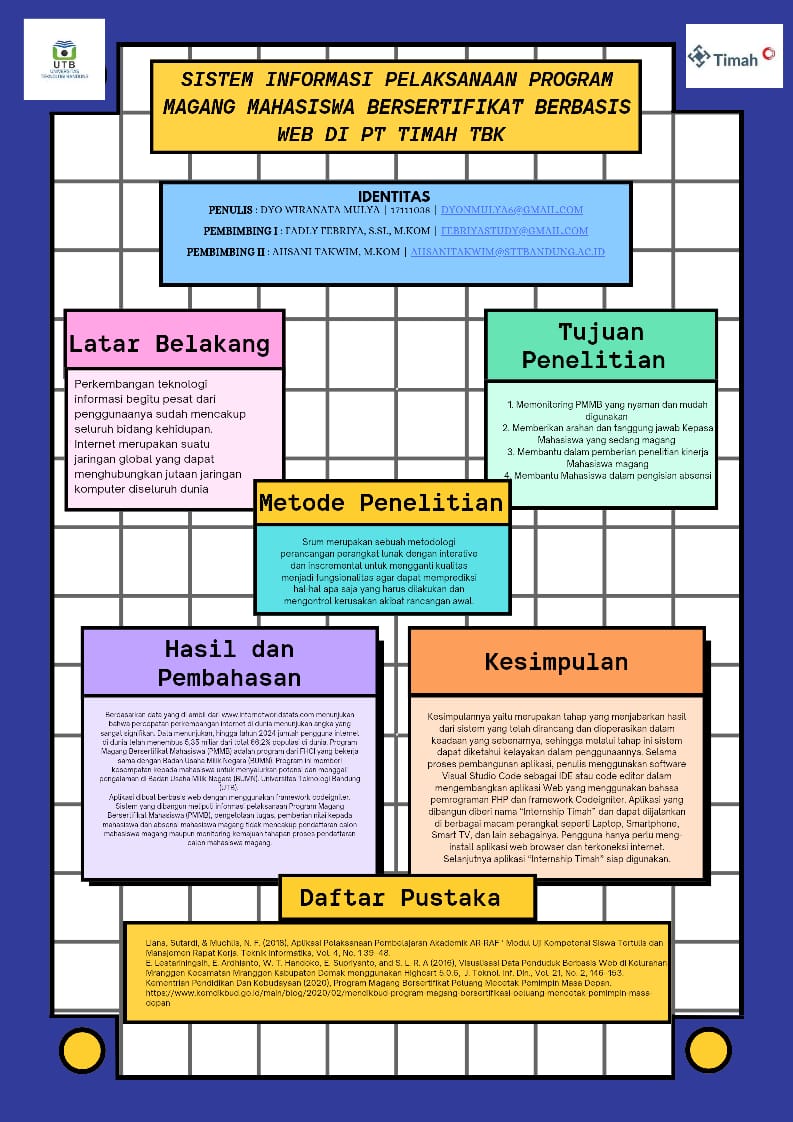 UTB
UNIVERSITAS
TEKNOLOGI BANDUNG
Timah
SISTEM INFORMASI PELAKSANAAN PROGRAM
MAGANG MAHASISWA BERSERTIFIKAT BERBASIS
WEB DI PT TIMAH TBK
IDENTITAS
PENULIS : DYO WIRANATA MULYA | 17111038 | DYONMULYA6@GMAIL.COM
PEMBIMBING I : FADLY FEBRIYA, S.SI., M.KOM | FEBRIYASTUDY@GMAIL.COM
PEMBIMBING II : AHSANI TAKWIM, M.KOM | AHSANITAKWIM@STTBANDUNG.AC.ID
Latar Belakang
Perkembangan teknologi
informasi begitu pesat dari
penggunaanya sudah mencakup
seluruh bidang kehidupan.
Internet merupakan suatu
jaringan global yang dapat
menghubungkan jutaan jaringan
komputer diseluruh dunia
Tujuan
Penelitian
1. Memonitoring PMMB yang nyaman dan mudah
digunakan
2. Memberikan arahan dan tanggung jawab Kepasa
Mahasiswa yang sedang magang
3. Membantu dalam pemberian penelitian kinerja
Mahasiswa magang
4. Membantu Mahasiswa dalam pengisian absensi
Metode Penelitian
Srum merupakan sebuah metodologi
perancangan perangkat lunak dengan interative
dan inscremental untuk mengganti kualitas
menjadi fungsionalitas agar dapat memprediksi
hal-hal apa saja yang harus dilakukan dan
mengontrol kerusakan akibat rancangan awal.
Hasil dan
Pembahasan
Berdasarkan data yang di ambil dari www.internetworldstats.com menunjukan
bahwa percepatan perkembangan internet di dunia menunjukan angka yang
sangat signifikan. Data menunjukan, hingga tahun 2024 jumlah pengguna internet
di dunia telah menembus 5,35 miliar dari total 66,2% populasi di dunia. Program
Magang Bersertifikat Mahasiswa (PMMB) adalah program dari FHCI yang bekerja
sama dengan Badan Usaha Milik Negara (BUMN). Program ini memberi
kesempatan kepada mahasiswa untuk menyalurkan potensi dan menggali
pengalaman di Badan Usaha Milik Negara (BUMN). Universitas Teknologi Bandung
(UTB).
Aplikasi dibuat berbasis web dengan menggunakan framework codeigniter.
Sistem yang dibangun meliputi informasi pelaksanaan Program Magang
Bersertifikat Mahasiswa (PMMB), pengelolaan tugas, pemberian nilai kepada
mahasiswa dan absensi mahasiswa magang tidak mencakup pendaftaran calon
mahasiswa magang maupun monitoring kemajuan tahapan proses pendaftaran
calon mahasiswa magang.
Kesimpulan
Kesimpulannya yaitu merupakan tahap yang menjabarkan hasil
dari sistem yang telah dirancang dan dioperasikan dalam
keadaan yang sebenarnya, sehingga melalui tahap ini sistem
dapat diketahui kelayakan dalam penggunaannya. Selama
proses pembangunan aplikasi, penulis menggunakan software
Visual Studio Code sebagai IDE atau code editor dalam
mengembangkan aplikasi Web yang menggunakan bahasa
pemrograman PHP dan framework Codeigniter. Aplikasi yang
dibangun diberi nama “Internship Timah” dan dapat dijalankan
di berbagai macam perangkat seperti Laptop, Smartphone,
Smart TV, dan lain sebagainya. Pengguna hanya perlu meng-
install aplikasi web browser dan terkoneksi internet.
Selanjutnya aplikasi “Internship Timah” siap digunakan.
Daftar Pustaka
Liana, Sutardi, & Muchlis, N. F. (2018), Aplikasi Pelaksanaan Pembelajaran Akademik AR-RAF ' Modul Uji Kompetensi Siswa Tertulis dan
Manajemen Rapat Kerja. Teknik Informatika, Vol. 4, No. 1 39-48.
E. Lestariningsih, E. Ardhianto, W. T. Handoko, E. Supriyanto, and S. L. R. A (2016), Visuslisasi Data Penduduk Berbasis Web di Kelurahan
Mranggen Kecamatan Mranggen Kabupaten Demak menggunakan Highcart 5.0.6, J. Teknol. Inf. Din., Vol. 21, No. 2, 146-153.
Kementrian Pendidikan Dan Kebudayaan (2020), Program Magang Bersertifikat Peluang Mecetak Pemimpin Masa Depan.
https://www.kemdikbud.go.id/main/blog/2020/02/mendikbud-program-magang-bersertifikasi-peluang-mencetak-pemimpin-masa-
depan